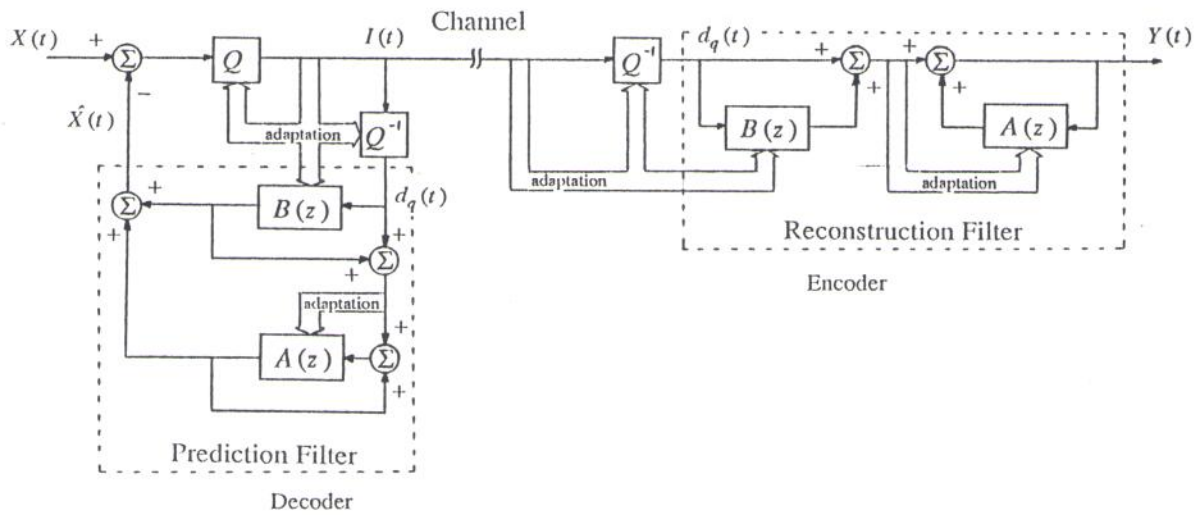 Channel
X(t) + Σ Q I(t) Q⁻¹ d_q(t) + Σ + Σ Y(t)
− + +
X̂(t) adaptation Q⁻¹ B(z) A(z)
adaptation adaptation
+ Σ + B(z) d_q(t)
+ Σ +
Reconstruction Filter
Encoder
adaptation
+
A(z) Σ
+
Prediction Filter
Decoder